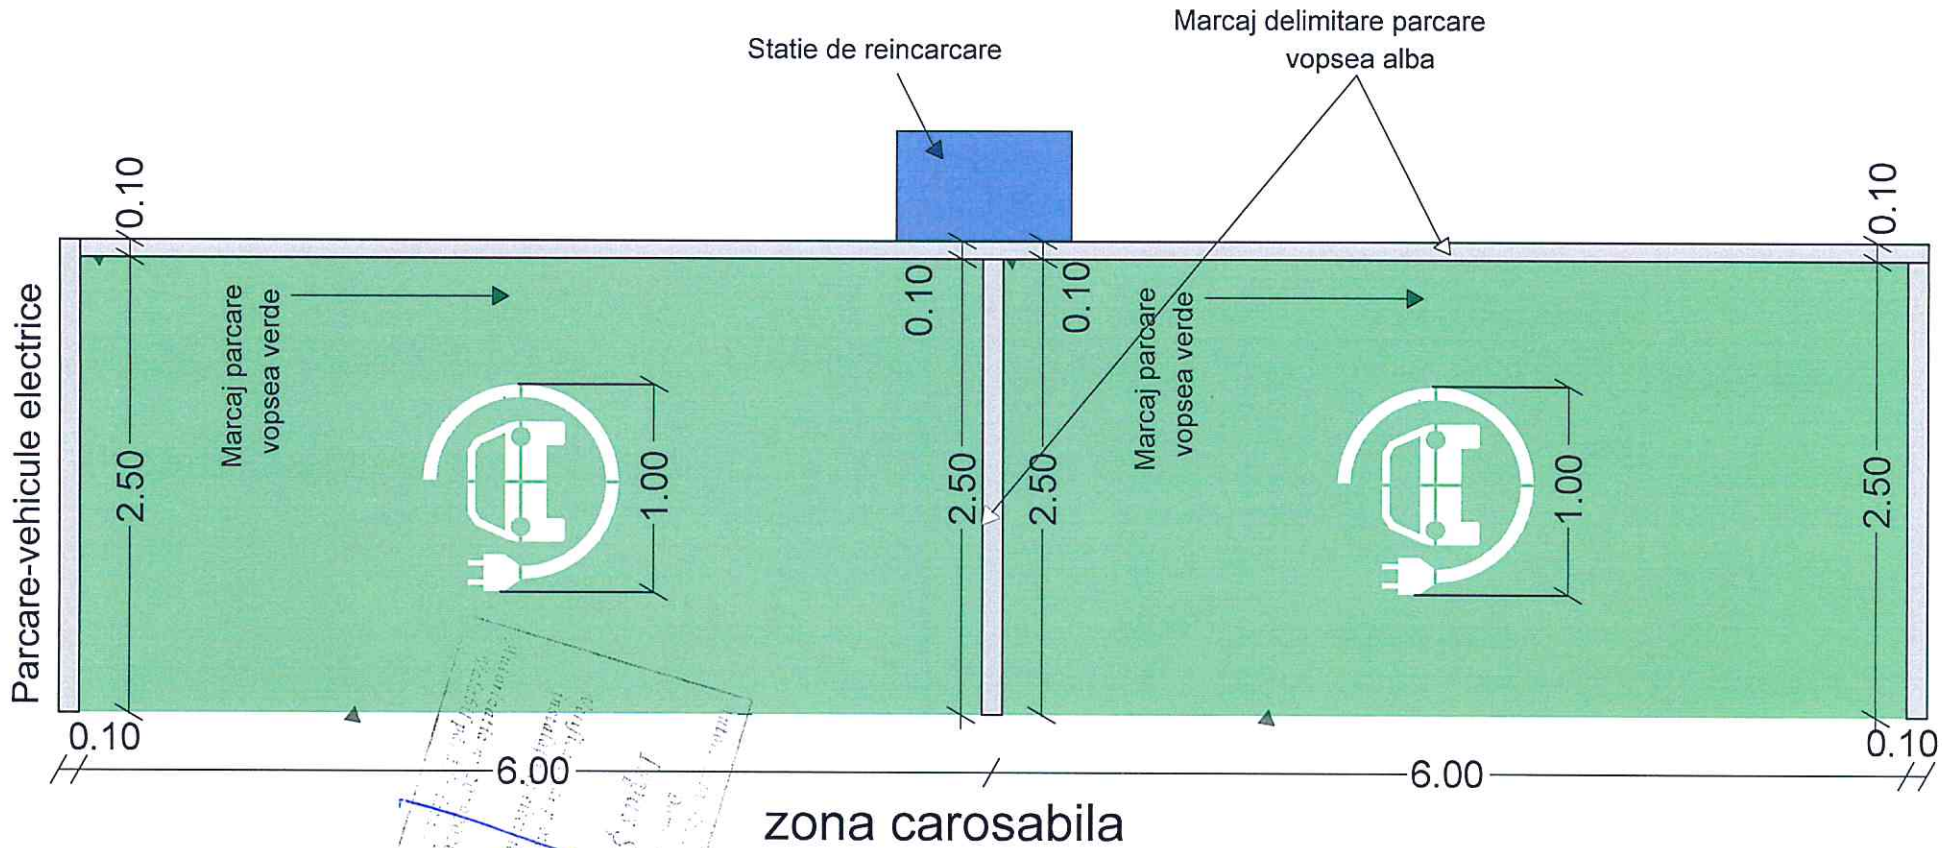 Marcaj delimitare parcare
vopsea alba
Statie de reincarcare
0.10
0.10
0.10
0.10
Marcaj parcare
vopsea verde
Marcaj parcare
vopsea verde
Parcare-vehicule electrice
2.50
1.00
2.50
2.50
1.00
2.50
0.10
0.10
6.00
6.00
zona carosabila